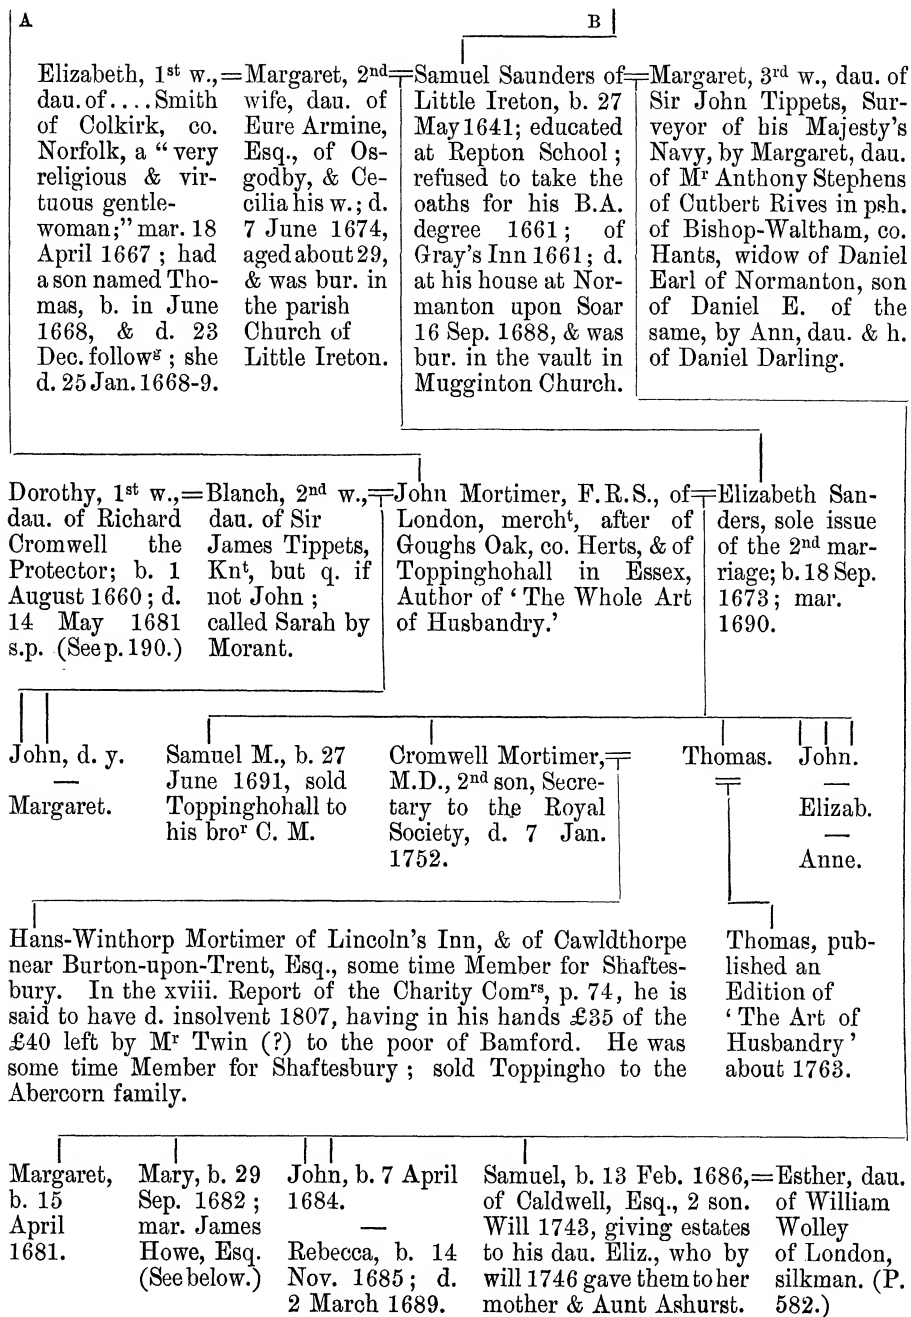 A
B
Elizabeth, 1st w.,=
dau. of .... Smith
of Colkirk, co.
Norfolk, a “ very
religious & vir-
tuous gentle-
woman;” mar. 18
April 1667 ; had
a son named Tho-
mas, b. in June
1668, & d. 23
Dec. followg ; she
d. 25 Jan. 1668-9.
Margaret, 2nd
wife, dau. of
Eure Armine,
Esq., of Os-
godby, & Ce-
cilia his w.; d.
7 June 1674,
aged about 29,
& was bur. in
the parish
Church of
Little Ireton.
Samuel Saunders of
Little Ireton, b. 27
May 1641; educated
at Repton School ;
refused to take the
oaths for his B.A.
degree 1661 ; of
Gray's Inn 1661; d.
at his house at Nor-
manton upon Soar
16 Sep. 1688, & was
bur. in the vault in
Mugginton Church.
Margaret, 3rd w., dau. of
Sir John Tippets, Sur-
veyor of his Majesty's
Navy, by Margaret, dau.
of Mr Anthony Stephens
of Cutbert Rives in psh.
of Bishop-Waltham, co.
Hants, widow of Daniel
Earl of Normanton, son
of Daniel E. of the
same, by Ann, dau. & h.
of Daniel Darling.
Dorothy, 1st w.,=
dau. of Richard
Cromwell the
Protector; b. 1
August 1660 ; d.
14 May 1681
s.p. (See p. 190.)
Blanch, 2nd w.,
dau. of Sir
James Tippets,
Knt, but q. if
not John ;
called Sarah by
Morant.
John Mortimer, F.R.S., of
London, mercht, after of
Goughs Oak, co. Herts, & of
Toppinghohall in Essex,
Author of ‘ The Whole Art
of Husbandry.’
Elizabeth San-
ders, sole issue
of the 2nd mar-
riage; b. 18 Sep.
1673 ; mar.
1690.
John, d. y.
—
Margaret.
Samuel M., b. 27
June 1691, sold
Toppinghohall to
his bror C. M.
Cromwell Mortimer,
M.D., 2nd son, Secre-
tary to the Royal
Society, d. 7 Jan.
1752.
Thomas.
John.
—
Elizab.
—
Anne.
Hans-Winthorp Mortimer of Lincoln's Inn, & of Cawldthorpe
near Burton-upon-Trent, Esq., some time Member for Shaftes-
bury. In the xviii. Report of the Charity Comrs, p. 74, he is
said to have d. insolvent 1807, having in his hands £35 of the
£40 left by Mr Twin (?) to the poor of Bamford. He was
some time Member for Shaftesbury ; sold Toppingho to the
Abercorn family.
Thomas, pub-
lished an
Edition of
‘ The Art of
Husbandry ’
about 1763.
Margaret,
b. 15
April
1681.
Mary, b. 29
Sep. 1682 ;
mar. James
Howe, Esq.
(See below.)
John, b. 7 April
1684.
—
Rebecca, b. 14
Nov. 1685 ; d.
2 March 1689.
Samuel, b. 13 Feb. 1686,=
of Caldwell, Esq., 2 son.
Will 1743, giving estates
to his dau. Eliz., who by
will 1746 gave them to her
mother & Aunt Ashurst.
Esther, dau.
of William
Wolley
of London,
silkman. (P.
582.)